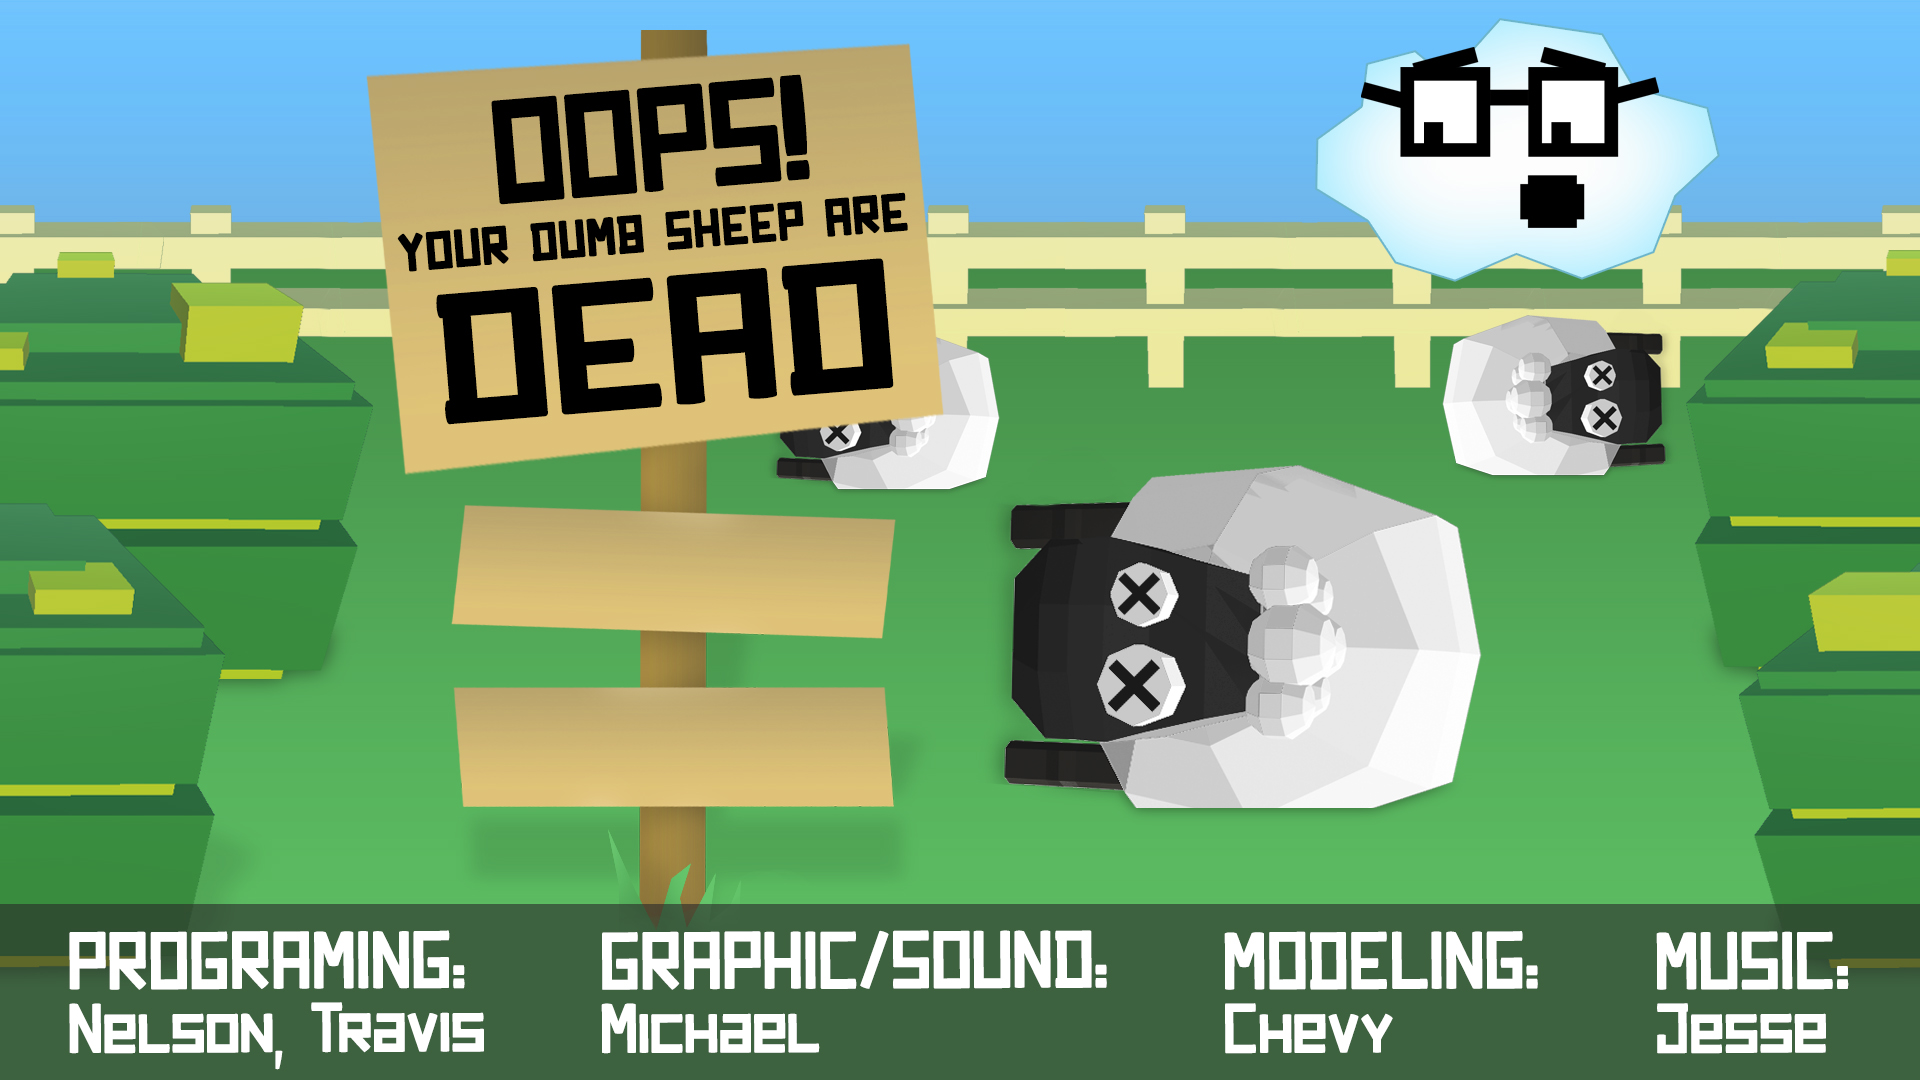 OOPS!
YOUR DUMB SHEEP ARE
DEAD
PROGRAMING:
Nelson, Travis
GRAPHIC/SOUND:
Michael
MODELING:
Chevy
MUSIC:
Jesse